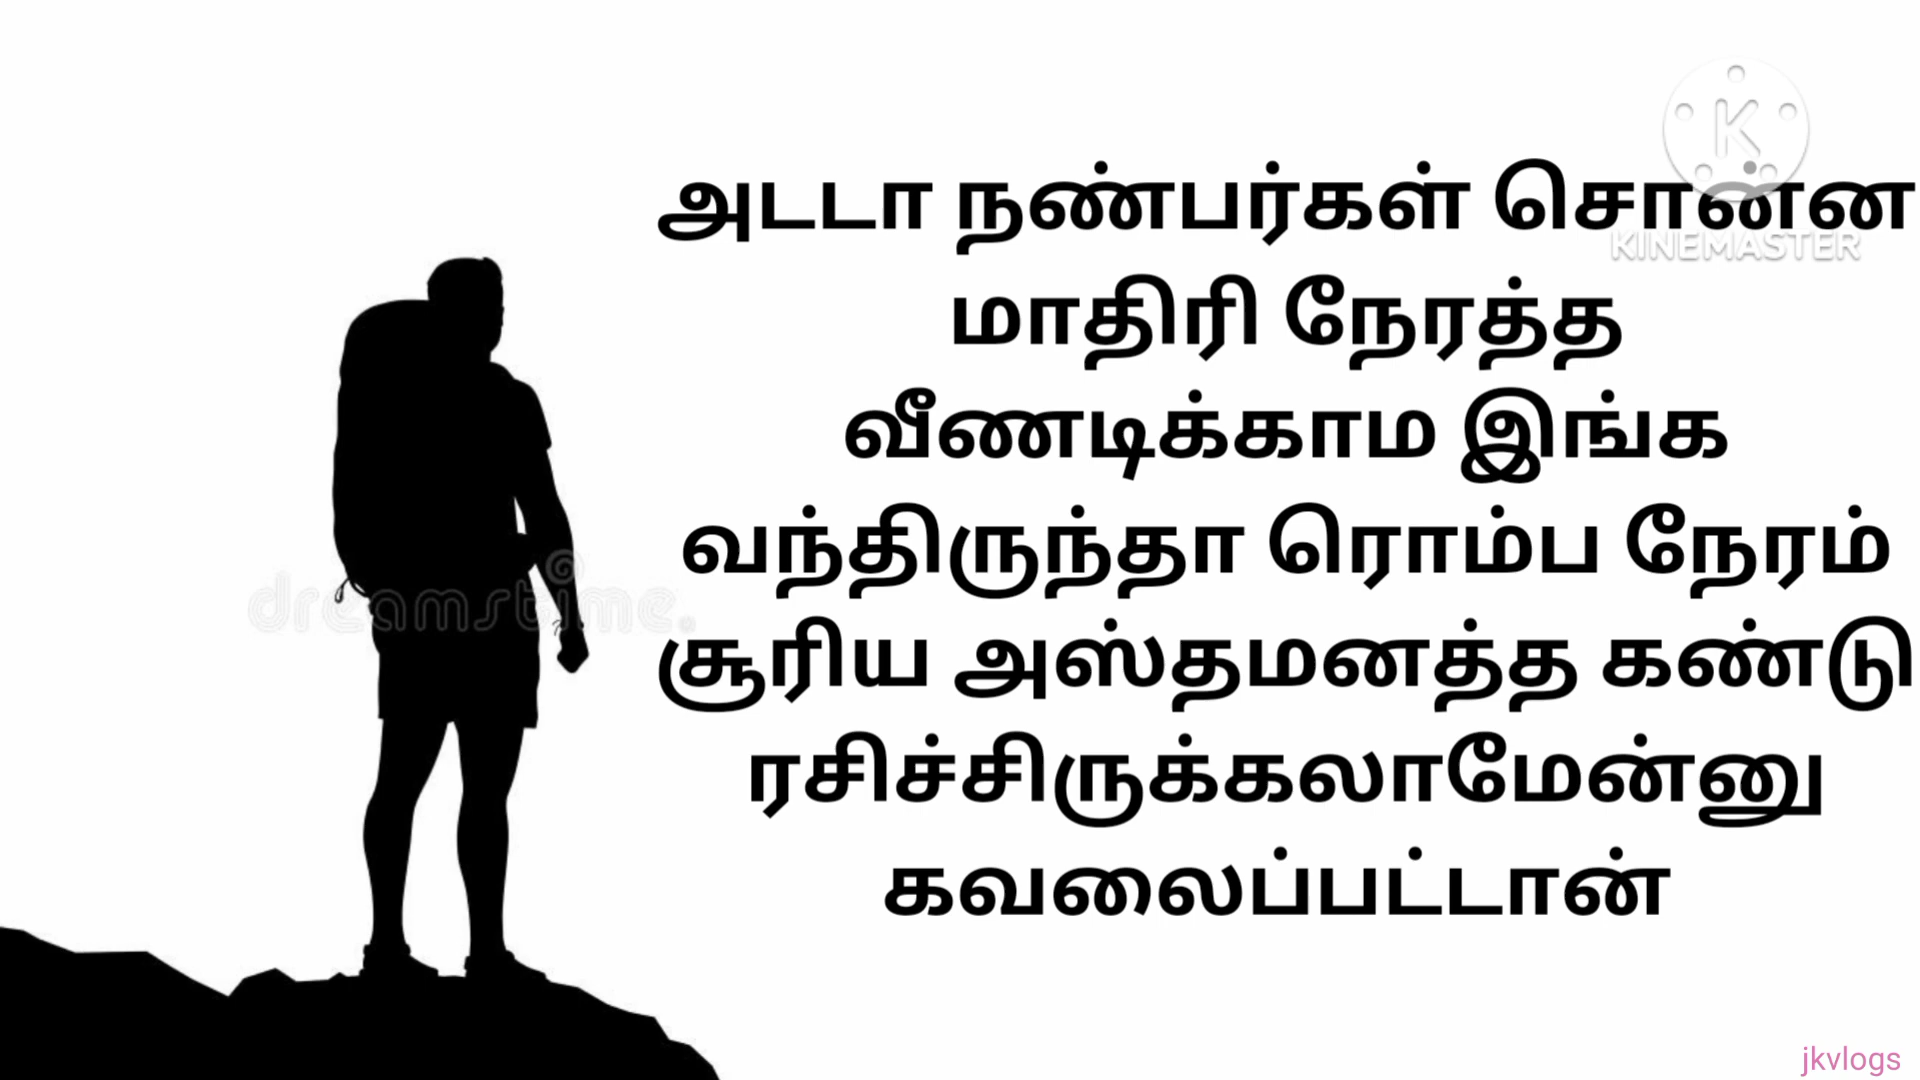 அடடா நண்பர்கள் சொன்ன
மாதிரி நேரத்த
வீணடிக்காம இங்க
வந்திருந்தா ரொம்ப நேரம்
சூரிய அஸ்தமனத்த கண்டு
ரசிச்சிருக்கலாமேன்னு
கவலைப்பட்டான்
K
KINEMASTER
dreamstime.
jkvlogs